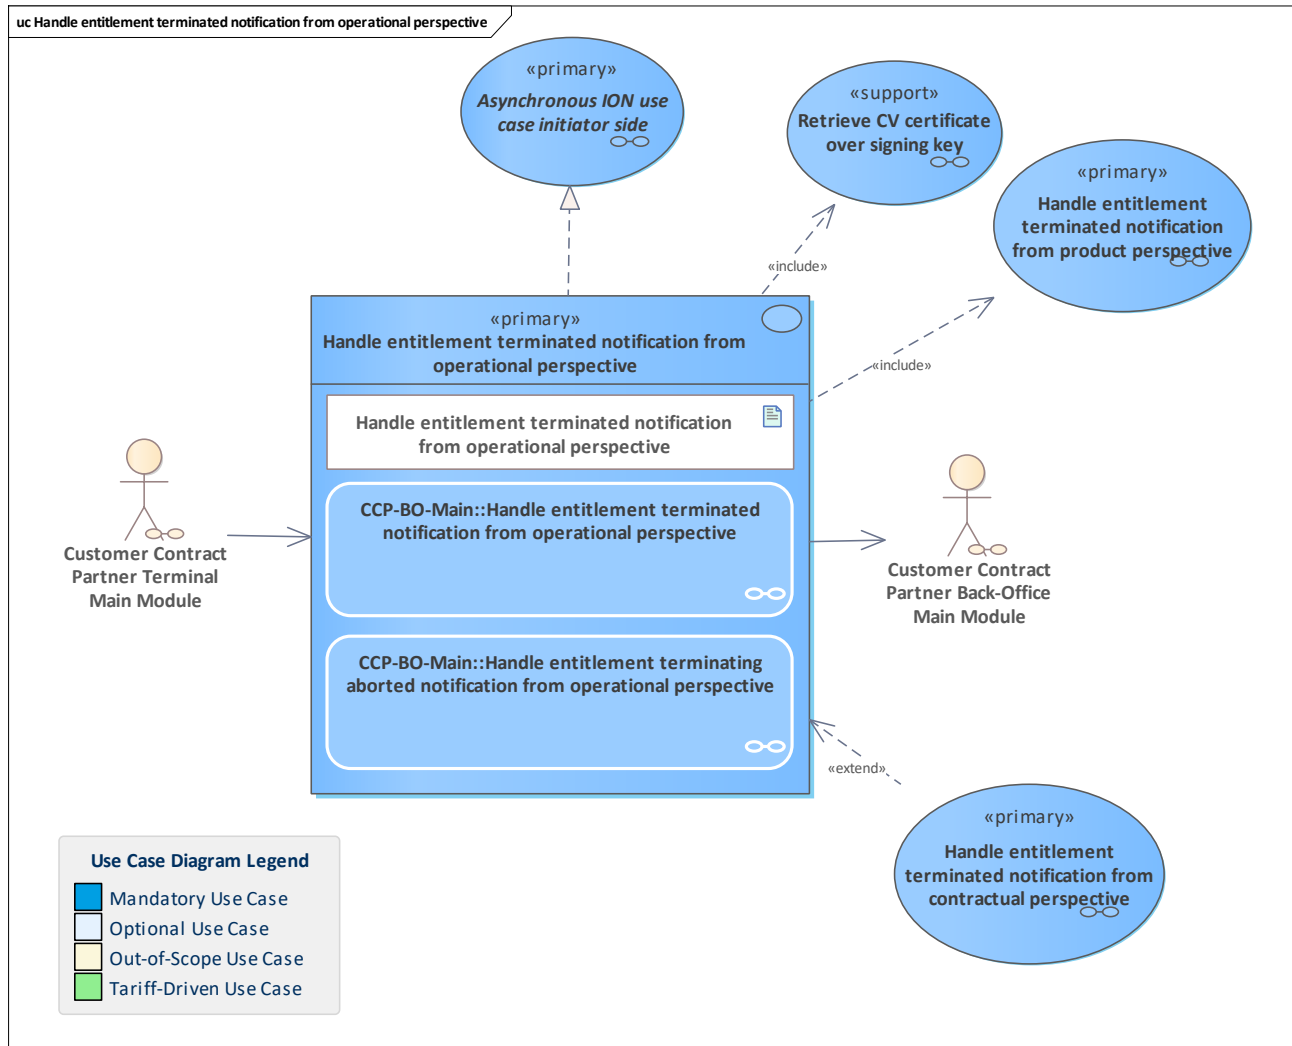 uc Handle entitlement terminated notification from operational perspective
«primary»
Asynchronous ION use
case initiator side
«support»
Retrieve CV certificate
over signing key
«primary»
Handle entitlement
terminated notification
from product perspective
«include»
«include»
«primary»
Handle entitlement terminated notification from
operational perspective
Handle entitlement terminated notification
from operational perspective
CCP-BO-Main::Handle entitlement terminated
notification from operational perspective
CCP-BO-Main::Handle entitlement terminating
aborted notification from operational perspective
Customer Contract
Partner Terminal
Main Module
Customer Contract
Partner Back-Office
Main Module
«extend»
«primary»
Handle entitlement
terminated notification from
contractual perspective
Use Case Diagram Legend
Mandatory Use Case
Optional Use Case
Out-of-Scope Use Case
Tariff-Driven Use Case